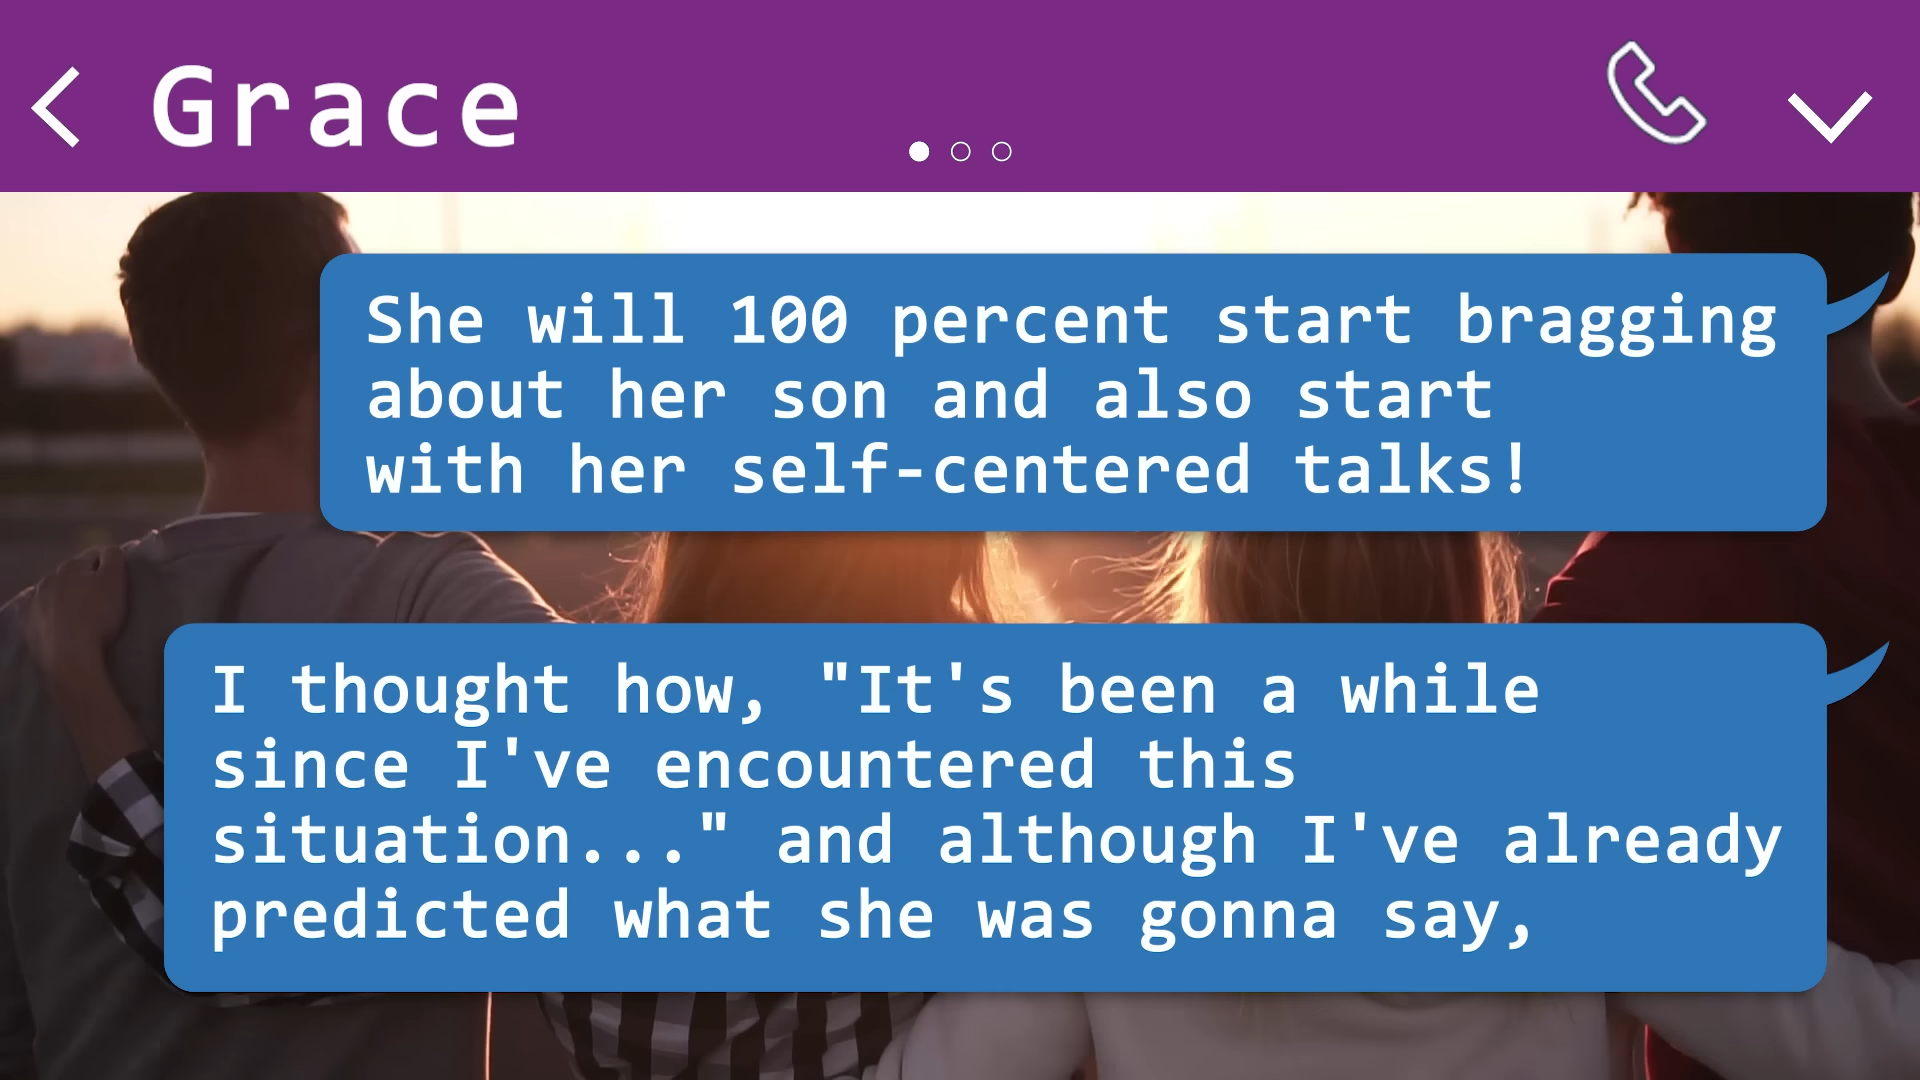 Grace
She will 100 percent start bragging
about her son and also start
with her self-centered talks!
I thought how, "It's been a while
since I've encountered this
situation..." and although I've already
predicted what she was gonna say,